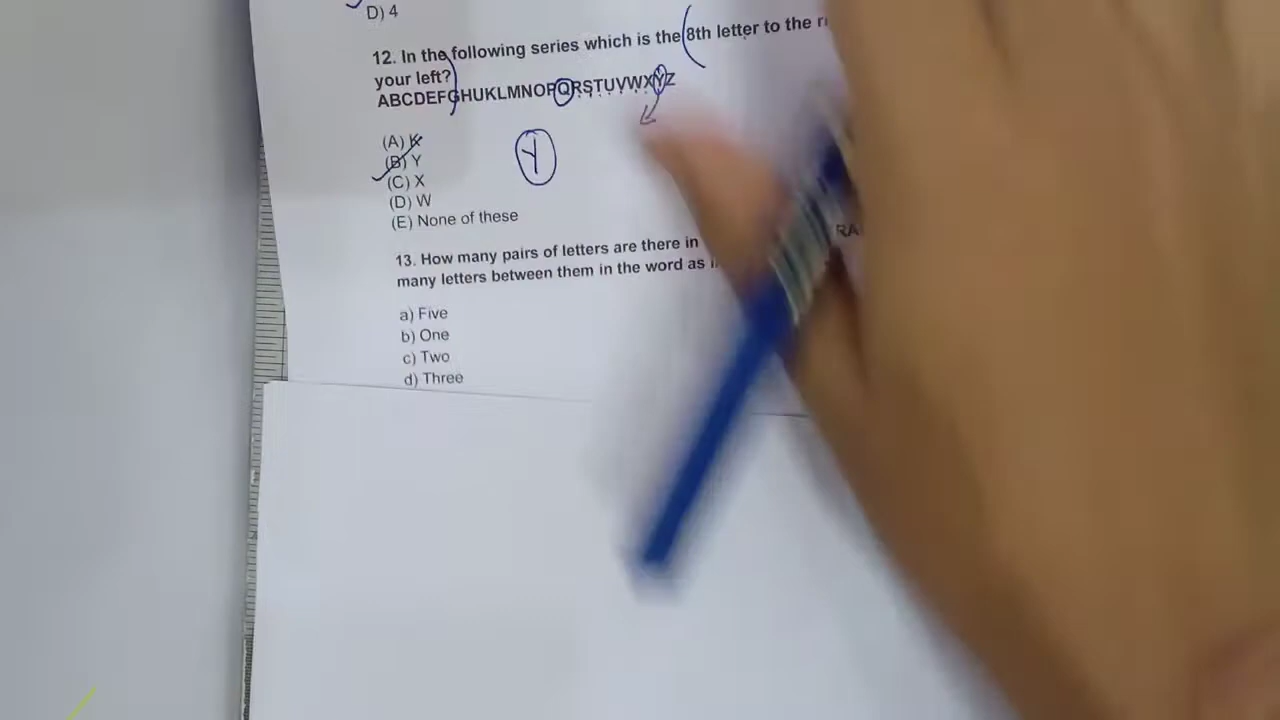 D) 4
12. In the following series which is the 8th letter to the
your left?
ABCDEFGHUKLMNOPQRSTUVWXYZ
(A) K
(B) Y
Y
(C) X
(D) W
(E) None of these
13. How many pairs of letters are there in
many letters between them in the word as
a) Five
b) One
c) Two
d) Three